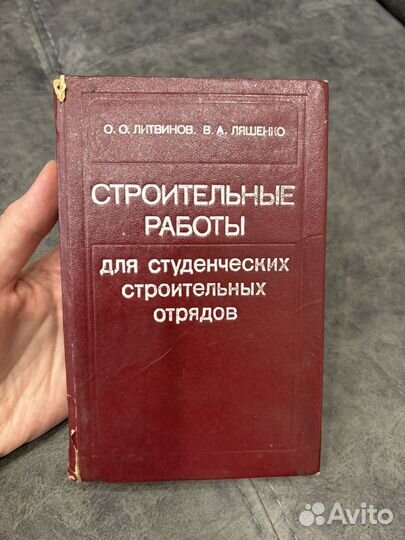 О. О. ЛИТВИНОВ, В. А. ЛЯШЕНКО
СТРОИТЕЛЬНЫЕ
РАБОТЫ
для студенческих
строительных
отрядов
Avito